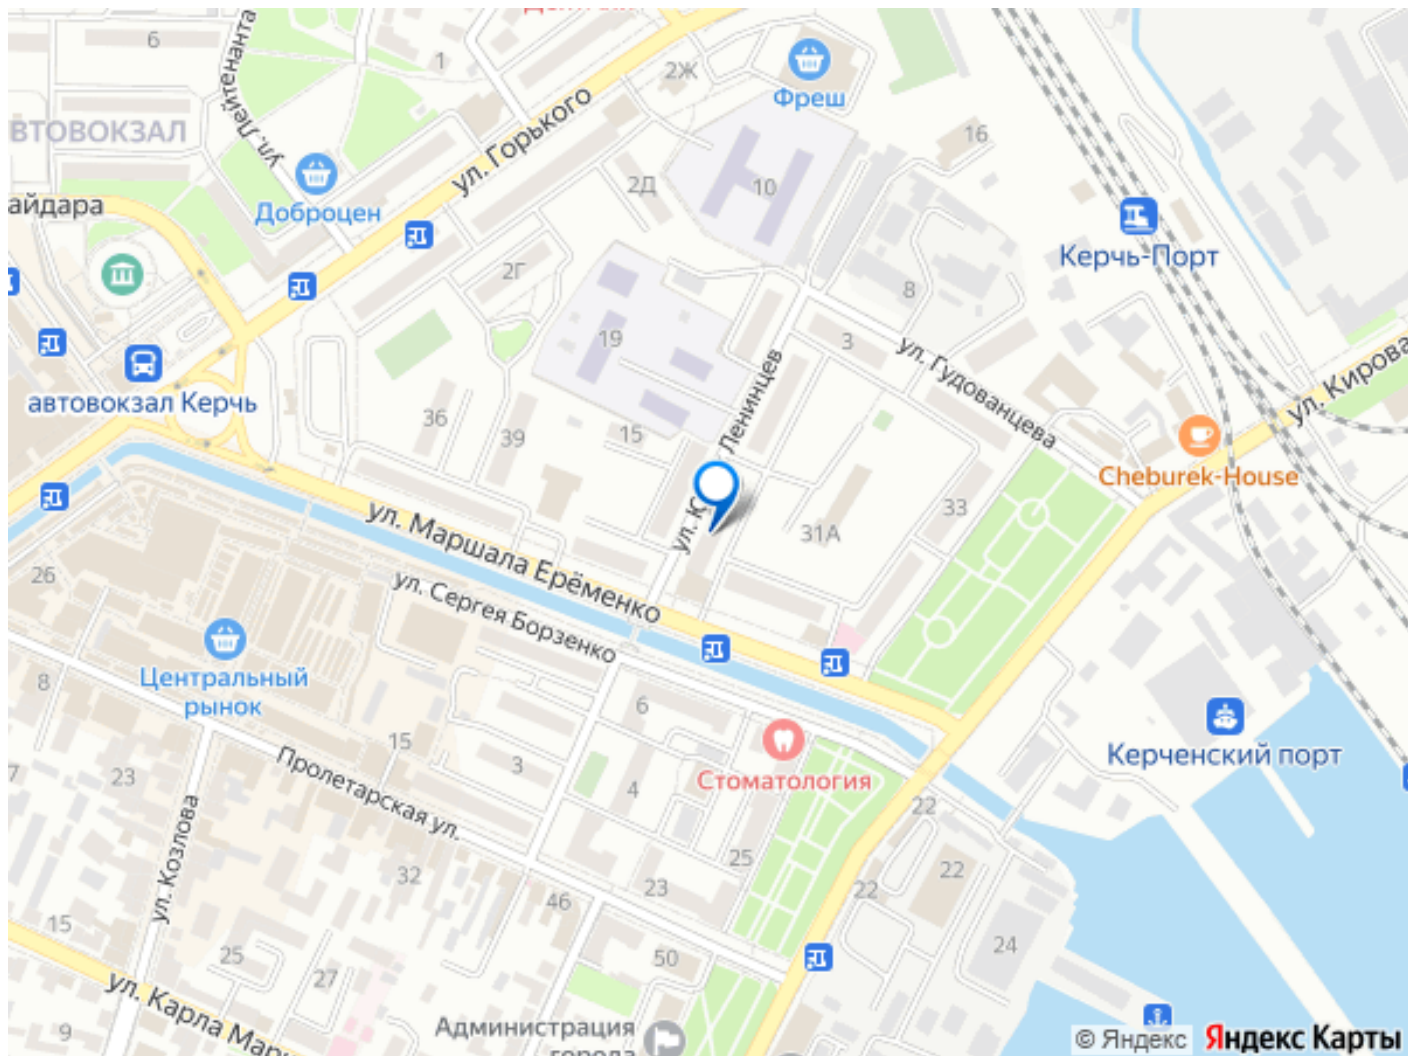 6
1
2Ж
Фреш
ВТОВОКЗАЛ
ул. Лейтенанта
ул. Горького
16
10
2Д
айдара
Доброцен
Керчь-Порт
2Г
8
19
3
ул. Гудованцева
ул. Кирова
автовокзал Керчь
36
39
15
Ленинцев
Cheburek-House
ул. К
33
31А
ул. Маршала Ерёменко
ул. Сергея Борзенко
26
Центральный
рынок
8
6
15
3
4
Стоматология
Керченский порт
7
23
Пролетарская ул.
ул. Козлова
22
25
22
32
23
22
46
15
25
27
50
24
ул. Карла Мар
9
Администрация
города
© Яндекс
Яндекс Карты